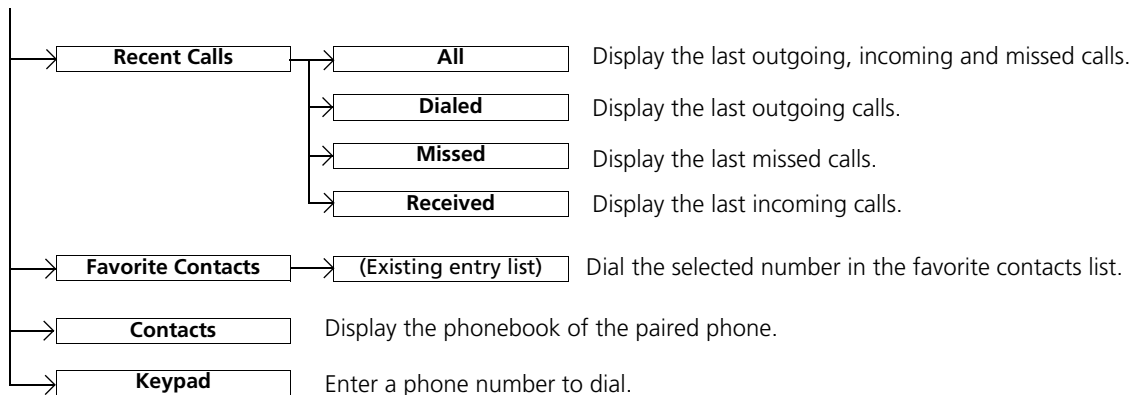 Recent Calls All Display the last outgoing, incoming and missed calls.
Dialed Display the last outgoing calls.
Missed Display the last missed calls.
Received Display the last incoming calls.
Favorite Contacts (Existing entry list) Dial the selected number in the favorite contacts list.
Contacts Display the phonebook of the paired phone.
Keypad Enter a phone number to dial.